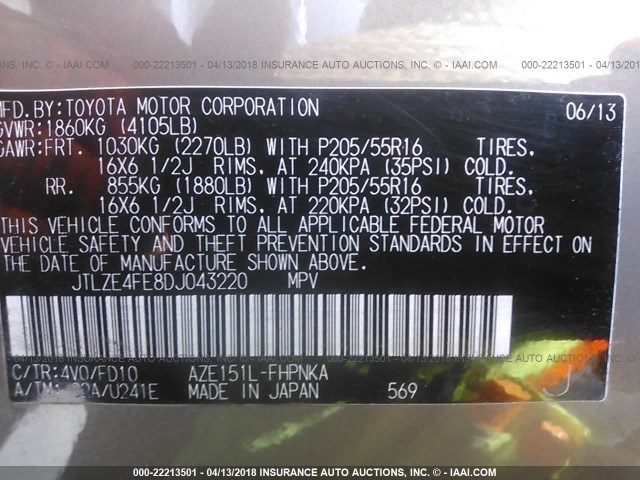 000-22213501 - 04/13/2018 INSURANCE AUTO AUCTIONS, INC. - IAAI.COM
MFD.BY:TOYOTA MOTOR CORPORATION 06/13
GVWR:1860KG (4105LB)
GAWR:FRT. 1030KG (2270LB) WITH P205/55R16 TIRES.
16X6 1/2J RIMS, AT 240KPA (35PSI) COLD.
RR. 855KG (1880LB) WITH P205/55R16 TIRES.
16X6 1/2J RIMS, AT 220KPA (32PSI) COLD.
THIS VEHICLE CONFORMS TO ALL APPLICABLE FEDERAL MOTOR
VEHICLE SAFETY AND THEFT PREVENTION STANDARDS IN EFFECT ON
THE DATE OF MANUFACTURE SHOWN ABOVE.
JTLZE4FE8DJ043220 MPV
C/TR:4V0/FD10 AZE151L-FHPNKA
A/TM: /U241E MADE IN JAPAN 569 J
000-22213501 - 04/13/2018 INSURANCE AUTO AUCTIONS, INC. - IAAI.COM